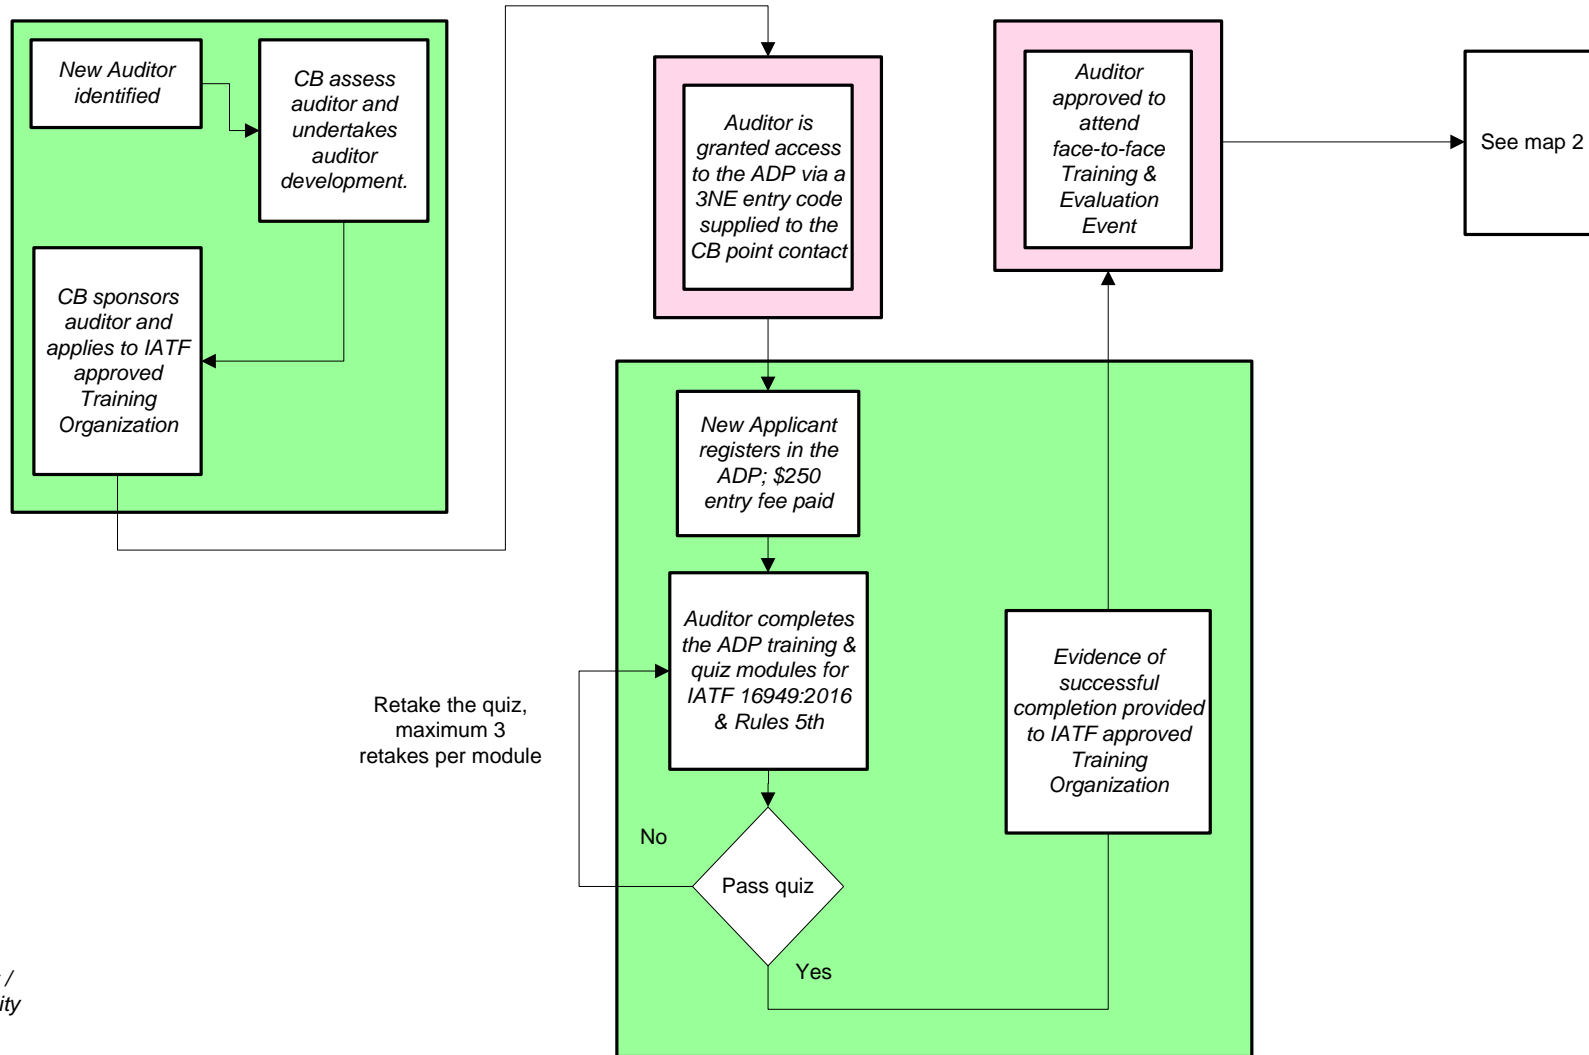 New Auditor
identified
CB assess
auditor and
undertakes
auditor
development.
CB sponsors
auditor and
applies to IATF
approved
Training
Organization
Auditor is
granted access
to the ADP via a
3NE entry code
supplied to the
CB point contact
New Applicant
registers in the
ADP; $250
entry fee paid
Auditor completes
the ADP training &
quiz modules for
IATF 16949:2016
& Rules 5th
Retake the quiz,
maximum 3
retakes per module
No
Pass quiz
Yes
Evidence of
successful
completion provided
to IATF approved
Training
Organization
Auditor
approved to
attend
face-to-face
Training &
Evaluation
Event
See map 2
/
ity